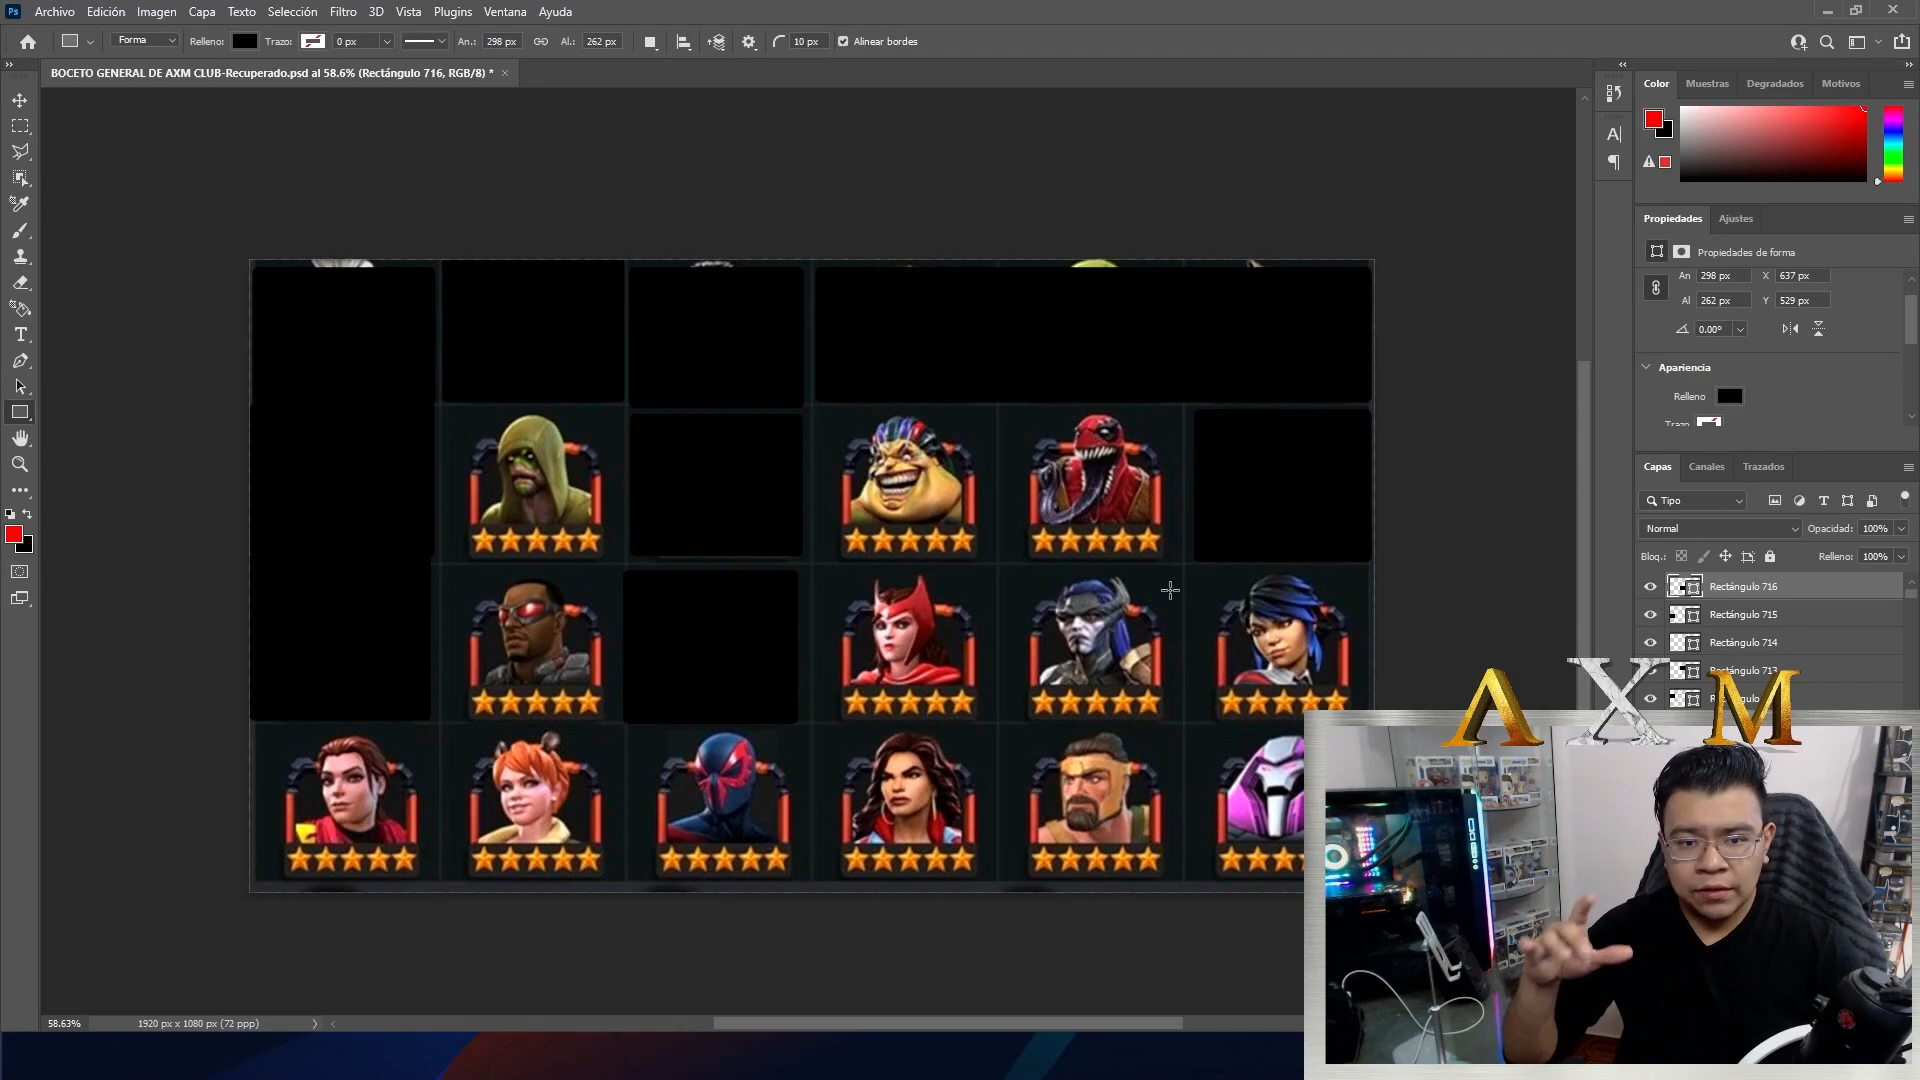 Ps Archivo Edición Imagen Capa Texto Selección Filtro 3D Vista Plugins Ventana Ayuda
Forma Relleno: Trazo: 0 px An.: 298 px Al.: 262 px 10 px Alinear bordes
BOCETO GENERAL DE AXM CLUB-Recuperado.psd al 58.6% (Rectángulo 716, RGB/8) *
Color Muestras Degradados Motivos
Propiedades Ajustes
Propiedades de forma
An 298 px X 637 px
Al 262 px Y 529 px
0.00°
Apariencia
Relleno
Trazo
Capas Canales Trazados
Tipo
Normal Opacidad: 100%
Bloq.: Relleno: 100%
Rectángulo 716
Rectángulo 715
Rectángulo 714
AXM
58.63% 1920 px x 1080 px (72 ppp)